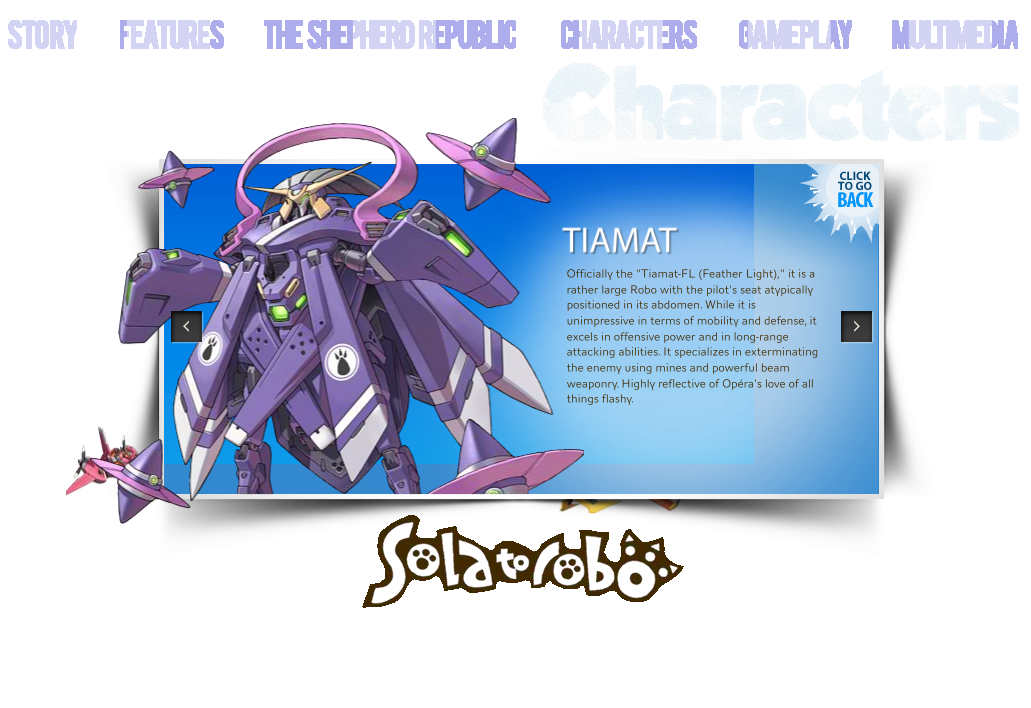 STORY FEATURES THE SHEPHERD REPUBLIC CHARACTERS GAMEPLAY MULTIMEDIA
Characters
CLICK
TO GO
BACK
TIAMAT
Officially the "Tiamat-FL (Feather Light)," it is a
rather large Robo with the pilot's seat atypically
positioned in its abdomen. While it is
unimpressive in terms of mobility and defense, it
excels in offensive power and in long-range
attacking abilities. It specializes in exterminating
the enemy using mines and powerful beam
weaponry. Highly reflective of Opéra's love of all
things flashy.
Solatorobo